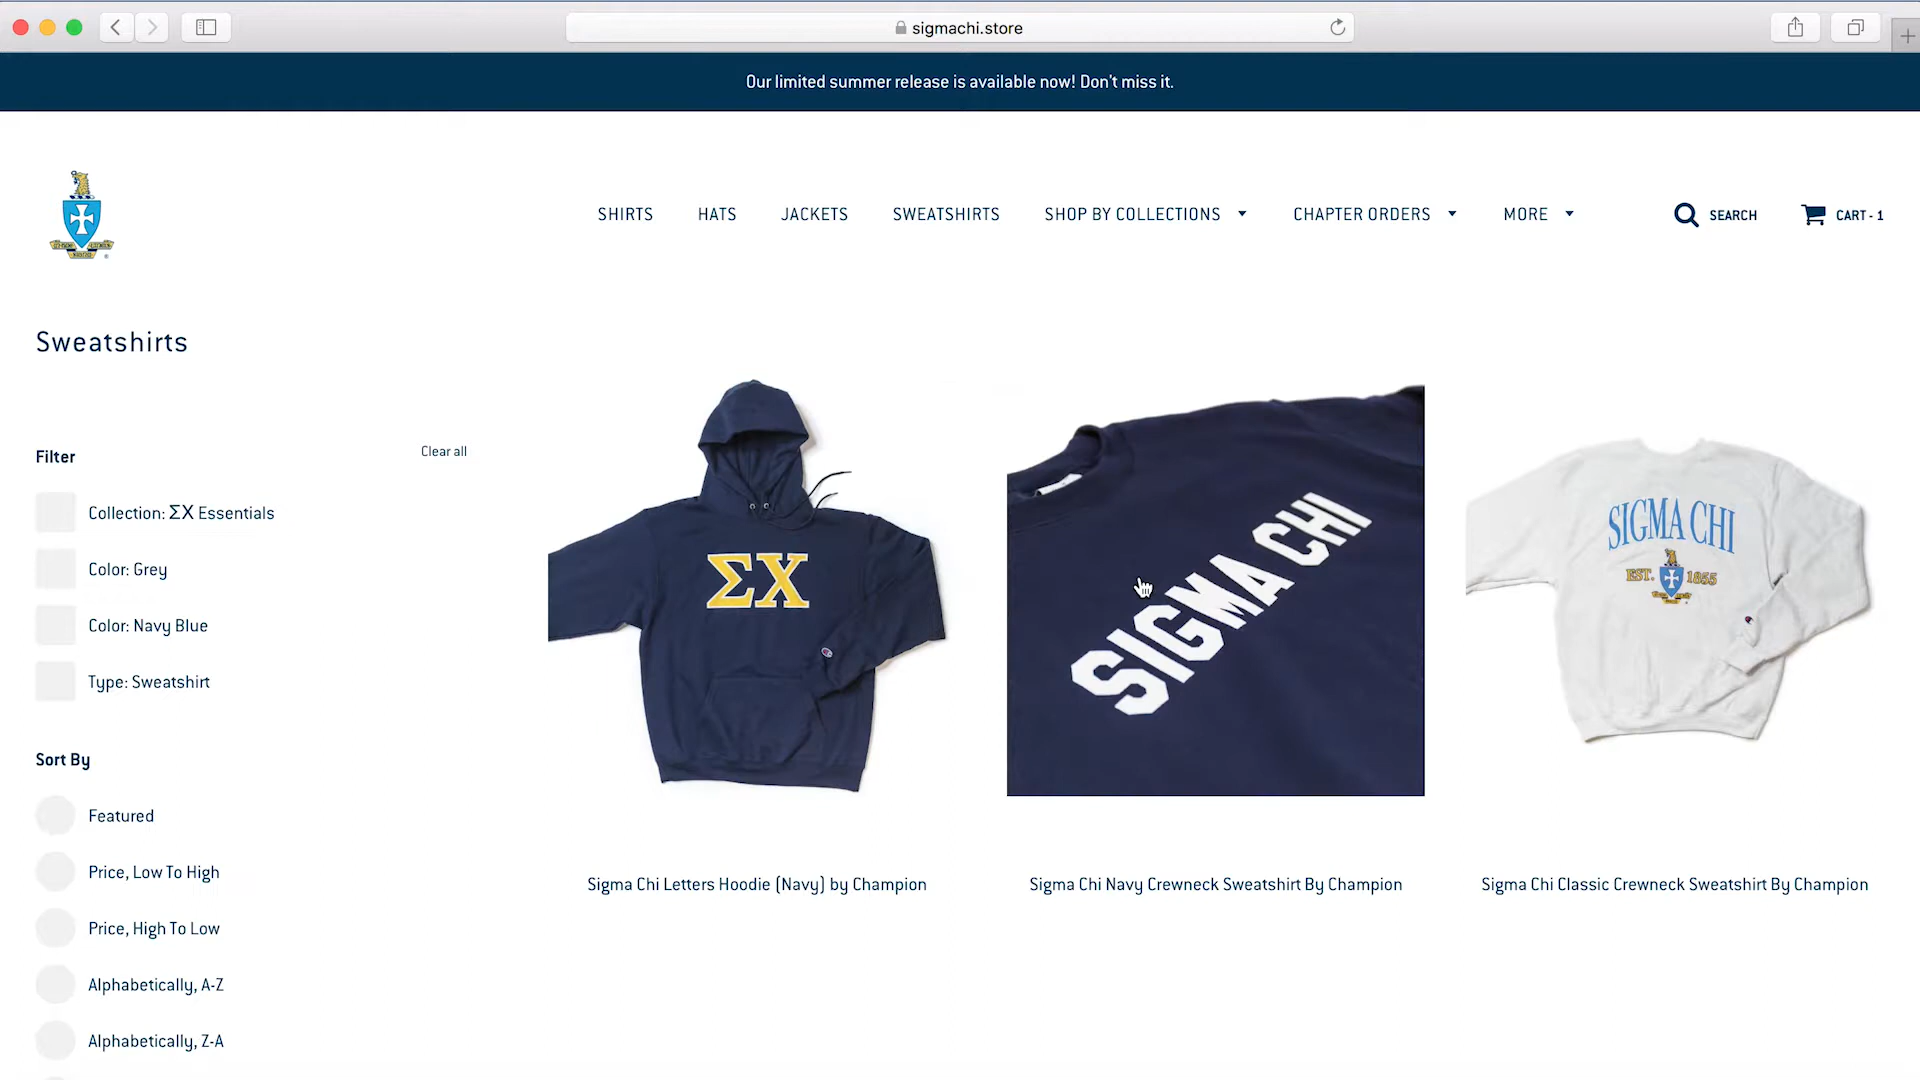 sigmachi.store
Our limited summer release is available now! Don't miss it.
SHIRTS HATS JACKETS SWEATSHIRTS SHOP BY COLLECTIONS CHAPTER ORDERS MORE SEARCH CART - 1
Sweatshirts
Filter
Clear all
Collection: ΣΧ Essentials
Color: Grey
Color: Navy Blue
Type: Sweatshirt
Sort By
Featured
Price, Low To High
Price, High To Low
Alphabetically, A-Z
Alphabetically, Z-A
ΣΧ
SIGMA CHI
SIGMA CHI
EST. 1855
Sigma Chi Letters Hoodie (Navy) by Champion
Sigma Chi Navy Crewneck Sweatshirt By Champion
Sigma Chi Classic Crewneck Sweatshirt By Champion